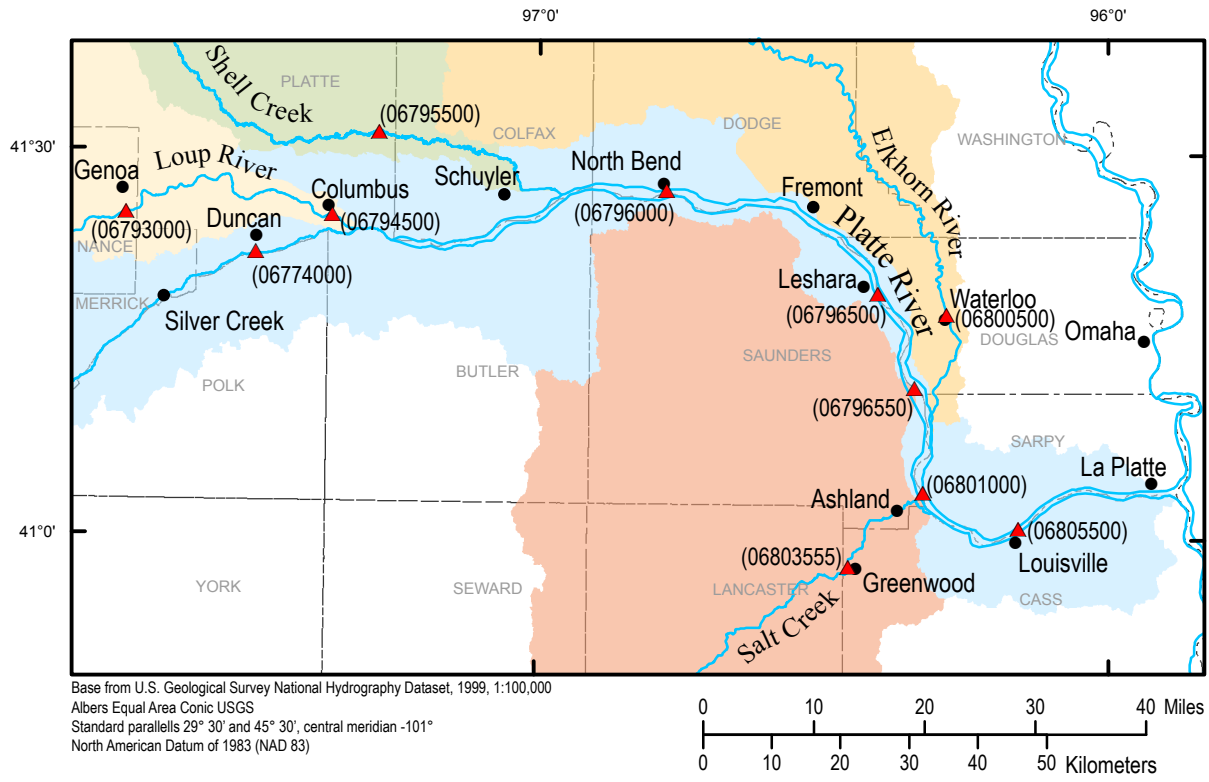 97°0'
96°0'
41°30'
41°0'
Shell Creek
PLATTE
(06795500)
COLFAX
DODGE
WASHINGTON
Genoa
Loup River
Columbus
Schuyler
North Bend
Elkhorn River
Fremont
(06793000)
Duncan
(06794500)
(06796000)
Platte River
NANCE
(06774000)
Leshara
Waterloo
MERRICK
(06796500)
(06800500)
Silver Creek
Omaha
DOUGLAS
SAUNDERS
POLK
BUTLER
(06796550)
SARPY
La Platte
(06801000)
Ashland
(06805500)
(06803555)
Louisville
Greenwood
YORK
SEWARD
LANCASTER
CASS
Salt Creek
Base from U.S. Geological Survey National Hydrography Dataset, 1999, 1:100,000
Albers Equal Area Conic USGS
Standard parallells 29° 30' and 45° 30', central meridian -101°
North American Datum of 1983 (NAD 83)
0 10 20 30 40 Miles
0 10 20 30 40 50 Kilometers